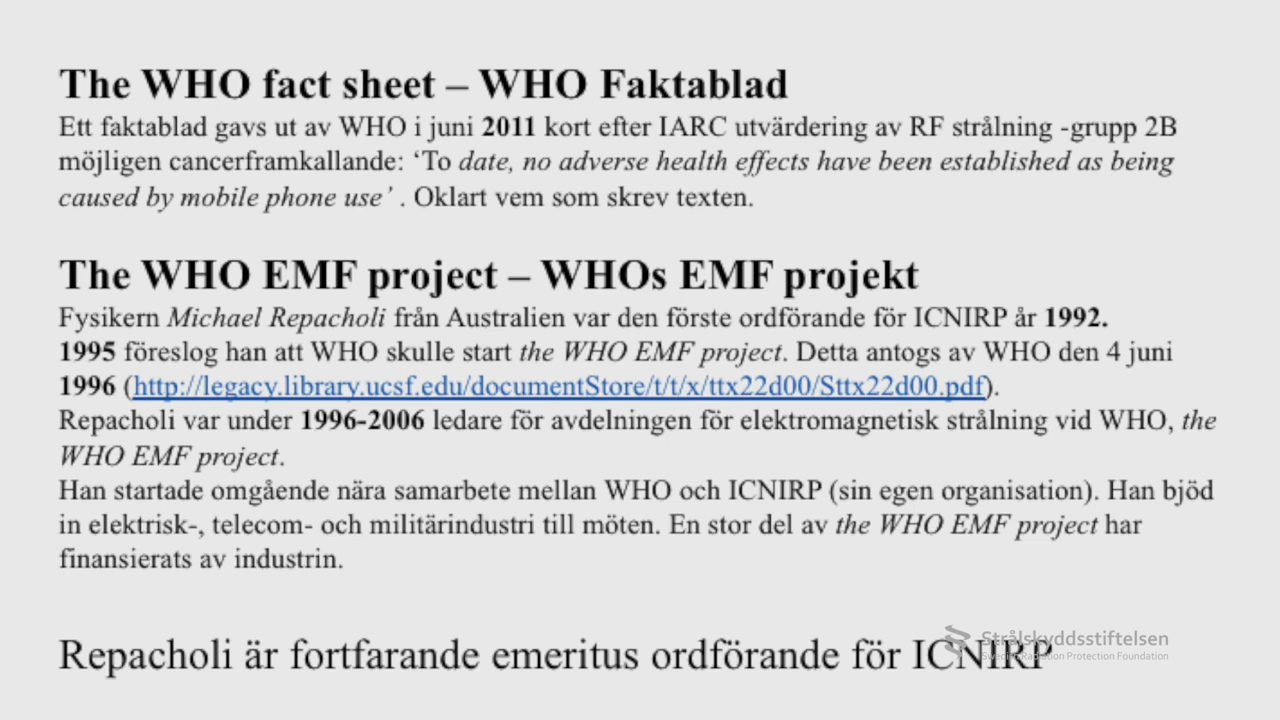 The WHO fact sheet – WHO Faktablad
Ett faktablad gavs ut av WHO i juni 2011 kort efter IARC utvärdering av RF strålning -grupp 2B
möjligen cancerframkallande: ‘To date, no adverse health effects have been established as being
caused by mobile phone use’ . Oklart vem som skrev texten.
The WHO EMF project – WHOs EMF projekt
Fysikern Michael Repacholi från Australien var den förste ordförande för ICNIRP år 1992.
1995 föreslog han att WHO skulle start the WHO EMF project. Detta antogs av WHO den 4 juni
1996 (http://legacy.library.ucsf.edu/documentStore/t/t/x/ttx22d00/Sttx22d00.pdf).
Repacholi var under 1996-2006 ledare för avdelningen för elektromagnetisk strålning vid WHO, the
WHO EMF project.
Han startade omgående nära samarbete mellan WHO och ICNIRP (sin egen organisation). Han bjöd
in elektrisk-, telecom- och militärindustri till möten. En stor del av the WHO EMF project har
finansierats av industrin.
Repacholi är fortfarande emeritus ordförande för ICNIRP
Strålskyddsstiftelsen
Swedish Radiation Protection Foundation